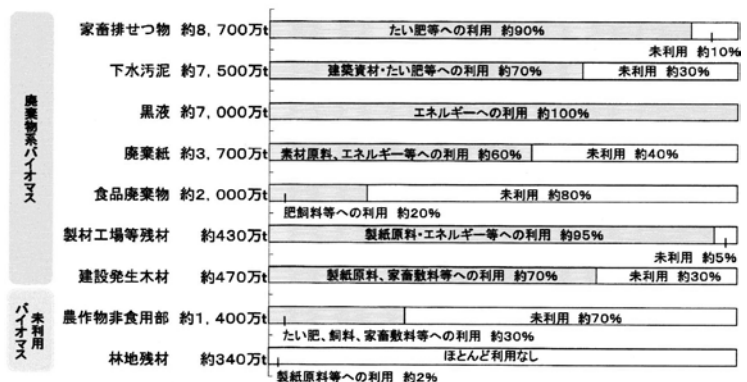 廃棄物系バイオマス
家畜排せつ物 約8,700万t たい肥等への利用 約90%
未利用 約10%
下水汚泥 約7,500万t 建築資材・たい肥等への利用 約70% 未利用 約30%
黒液 約7,000万t エネルギーへの利用 約100%
廃棄紙 約3,700万t 素材原料、エネルギー等への利用 約60% 未利用 約40%
食品廃棄物 約2,000万t 未利用 約80%
肥飼料等への利用 約20%
製材工場等残材 約430万t 製紙原料・エネルギー等への利用 約95%
未利用 約5%
建設発生木材 約470万t 製紙原料、家畜敷料等への利用 約70% 未利用 約30%
未利用
バイオマス
農作物非食用部 約1,400万t 未利用 約70%
たい肥、飼料、家畜敷料等への利用 約30%
林地残材 約340万t ほとんど利用なし
製紙原料等への利用 約2%